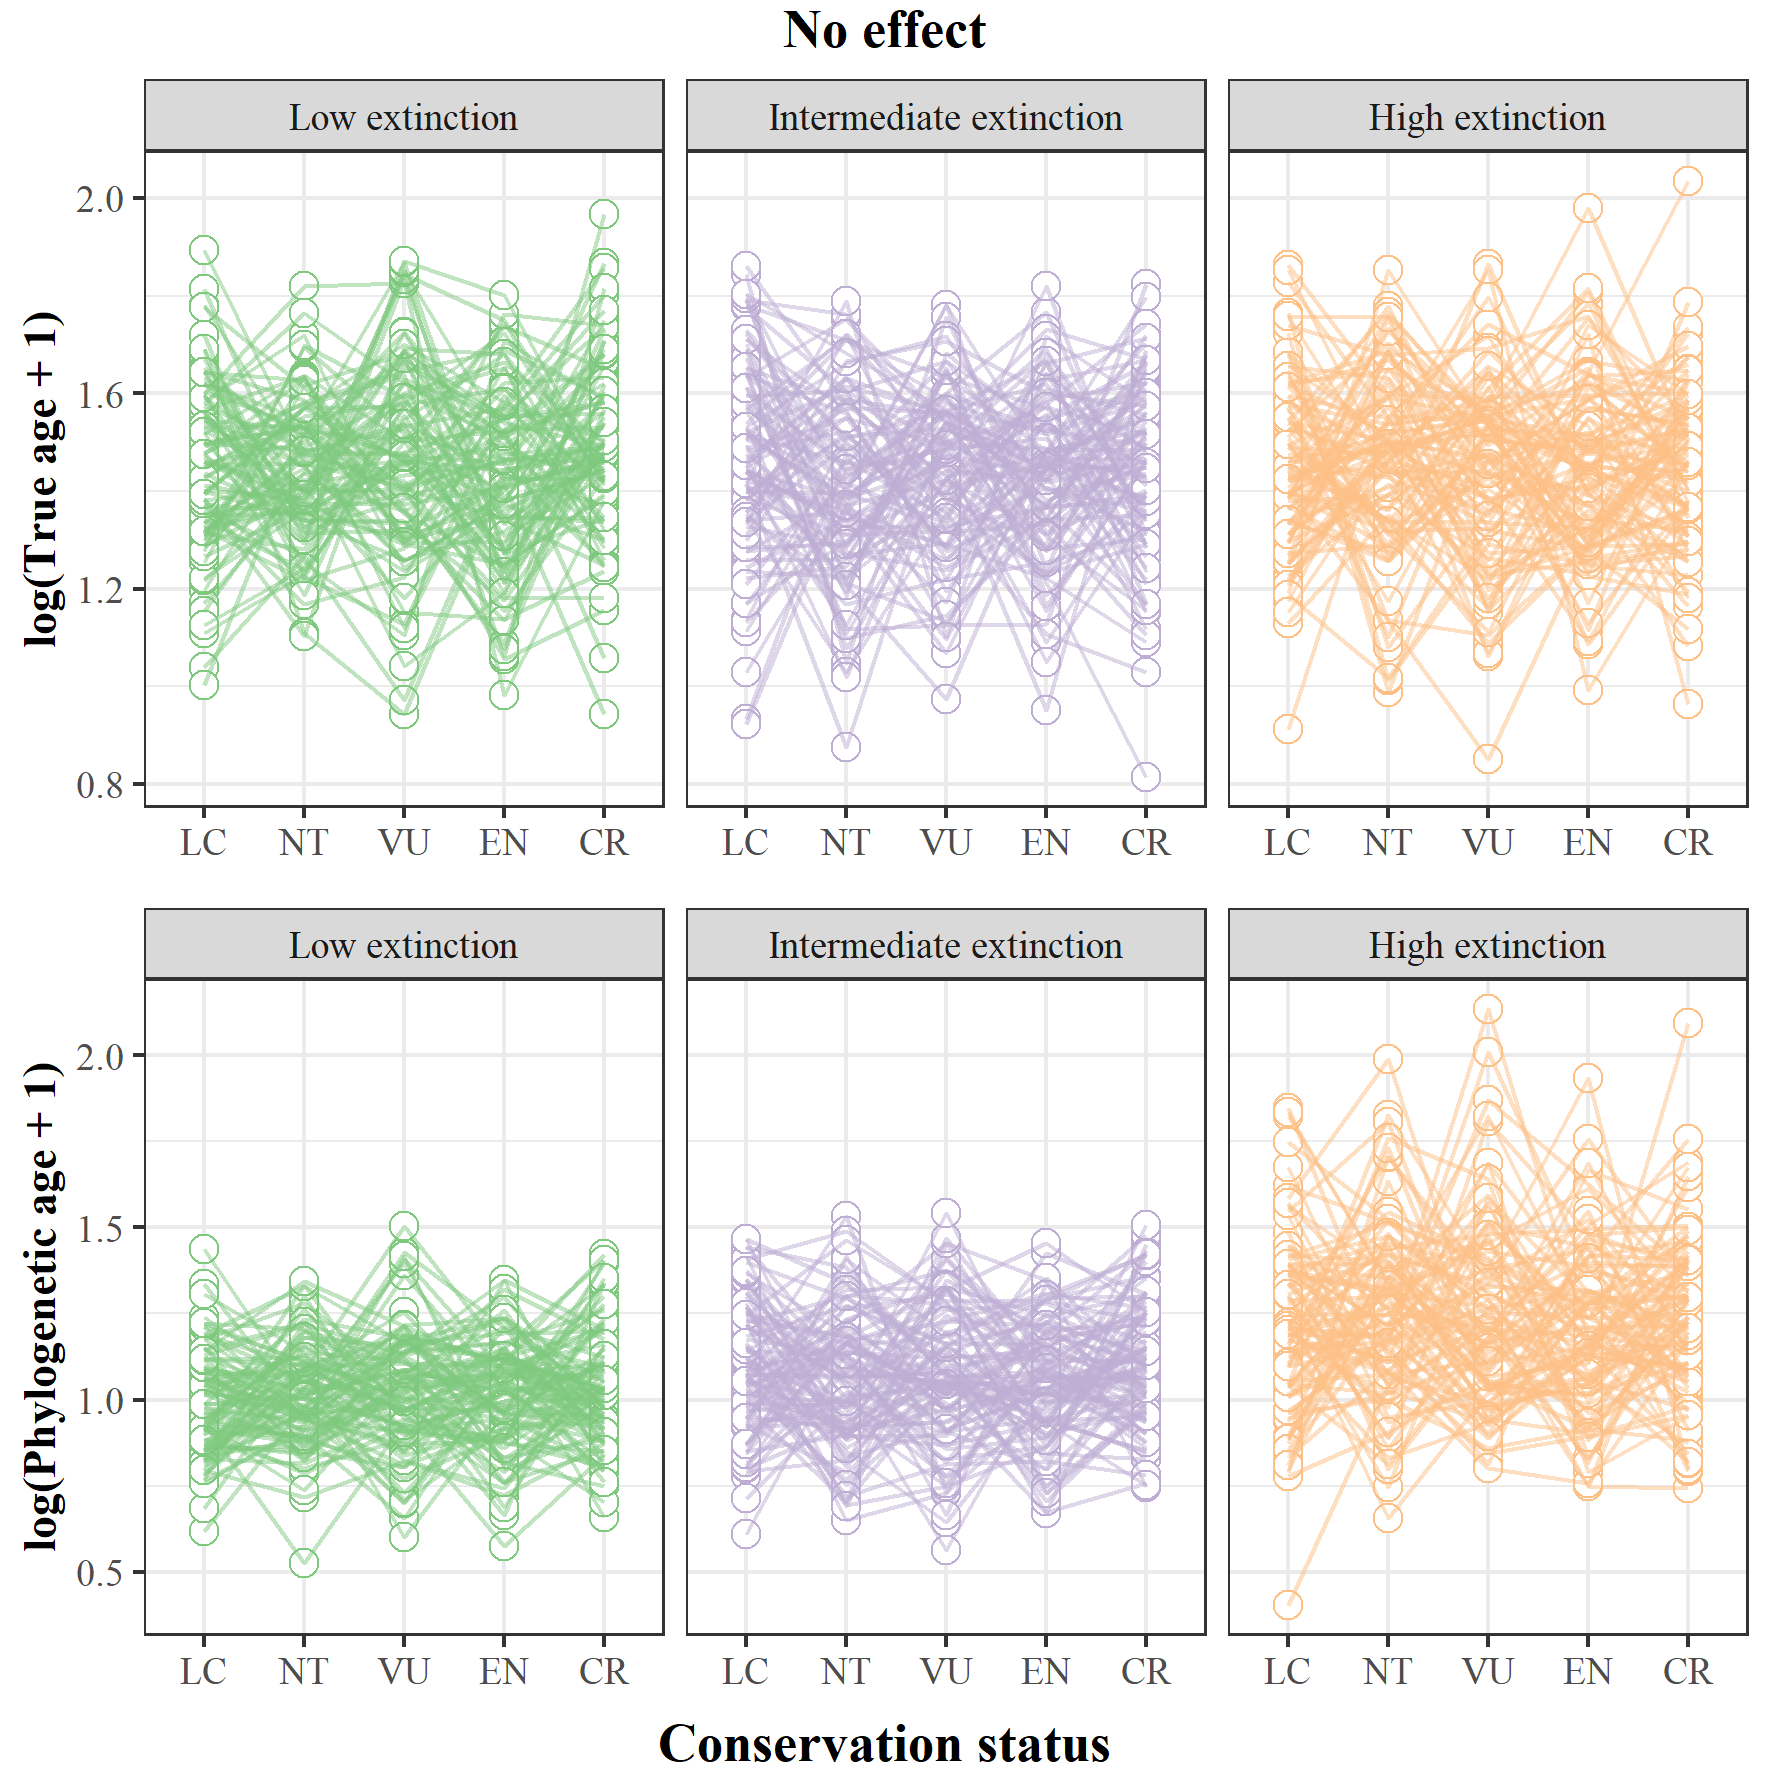 No effect
Low extinction
Intermediate extinction
High extinction
log(True age + 1)
2.0
1.6
1.2
0.8
LC NT VU EN CR
LC NT VU EN CR
LC NT VU EN CR
Low extinction
Intermediate extinction
High extinction
log(Phylogenetic age + 1)
2.0
1.5
1.0
0.5
LC NT VU EN CR
LC NT VU EN CR
LC NT VU EN CR
Conservation status